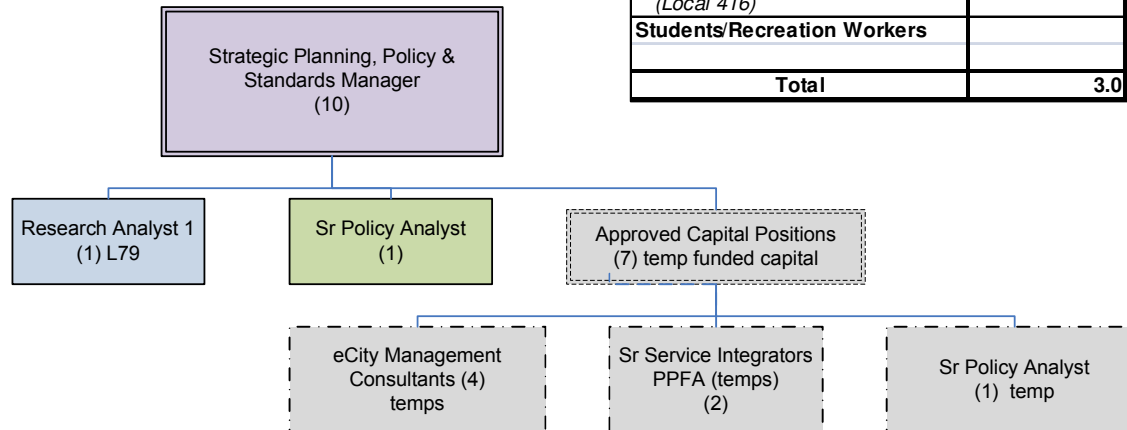 (Local 416)
Students/Recreation Workers
Total 3.0
Strategic Planning, Policy &
Standards Manager
(10)
Research Analyst 1
(1) L79
Sr Policy Analyst
(1)
Approved Capital Positions
(7) temp funded capital
eCity Management
Consultants (4)
temps
Sr Service Integrators
PPFA (temps)
(2)
Sr Policy Analyst
(1) temp